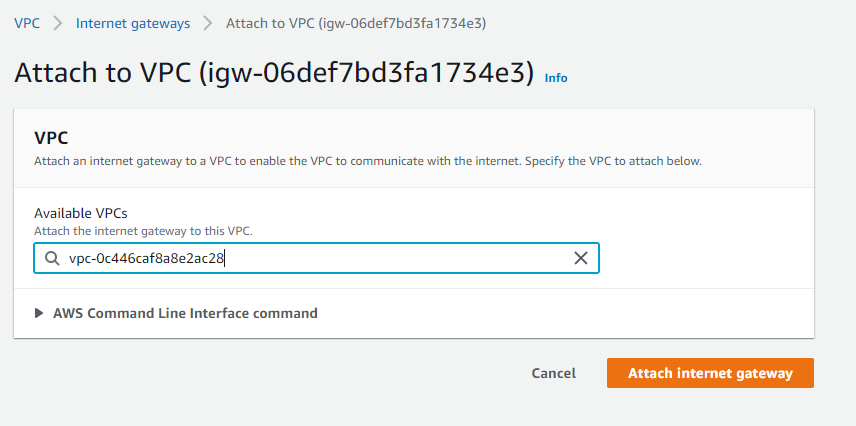 VPC > Internet gateways > Attach to VPC (igw-06def7bd3fa1734e3)
Attach to VPC (igw-06def7bd3fa1734e3) Info
VPC
Attach an internet gateway to a VPC to enable the VPC to communicate with the internet. Specify the VPC to attach below.
Available VPCs
Attach the internet gateway to this VPC.
vpc-0c446caf8a8e2ac28
AWS Command Line Interface command
Cancel Attach internet gateway